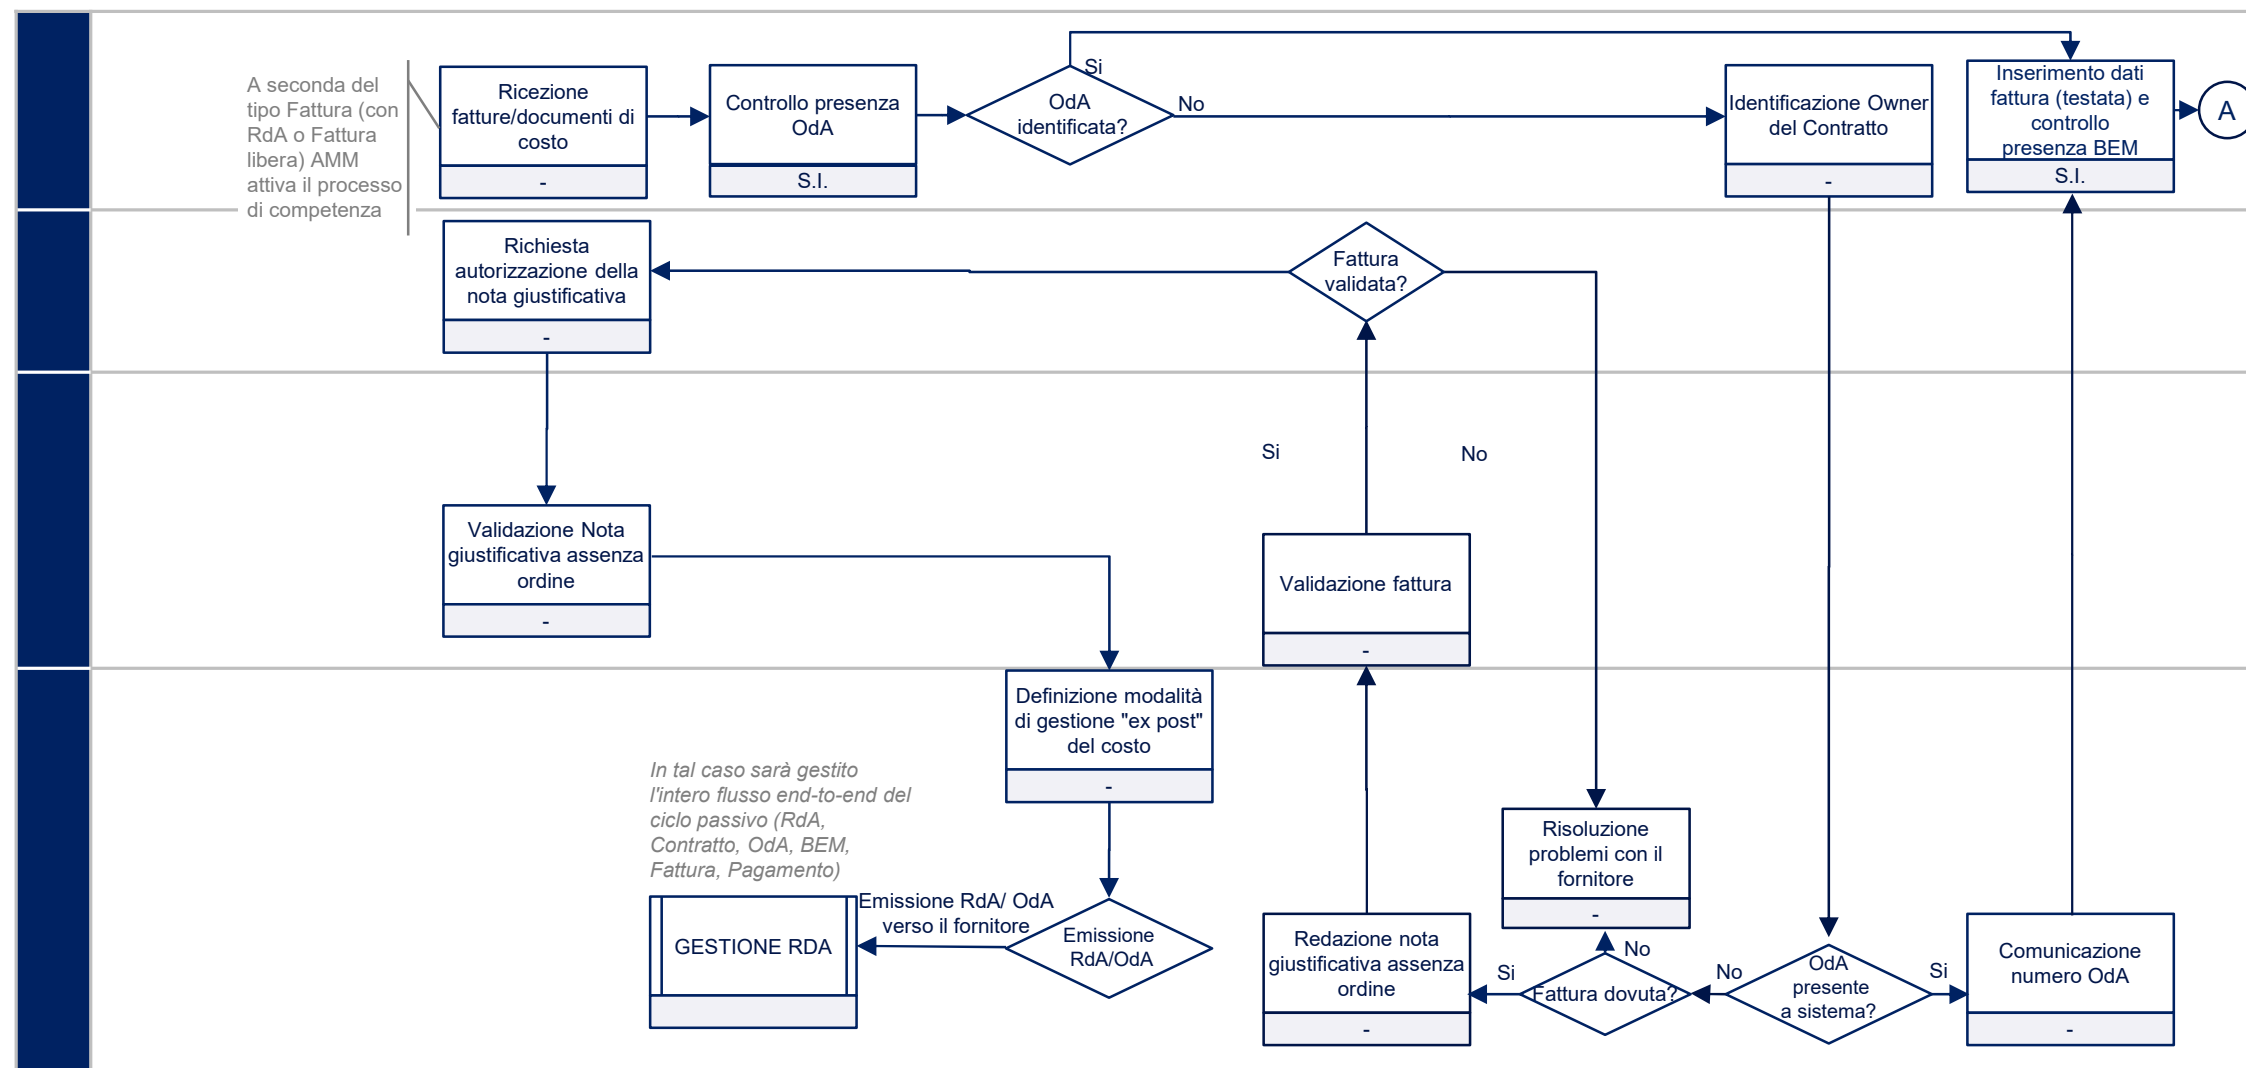 A seconda del
tipo Fattura (con
RdA o Fattura
libera) AMM
attiva il processo
di competenza
Ricezione
fatture/documenti di
costo
-
Controllo presenza
OdA
S.I.
OdA
identificata?
Si
No
Identificazione Owner
del Contratto
-
Inserimento dati
fattura (testata) e
controllo
presenza BEM
S.I.
A
Richiesta
autorizzazione della
nota giustificativa
-
Fattura
validata?
Si
No
Validazione Nota
giustificativa assenza
ordine
-
Validazione fattura
-
Definizione modalità
di gestione "ex post"
del costo
-
In tal caso sarà gestito
l'intero flusso end-to-end del
ciclo passivo (RdA,
Contratto, OdA, BEM,
Fattura, Pagamento)
GESTIONE RDA
Emissione RdA/ OdA
verso il fornitore
Emissione
RdA/OdA
Risoluzione
problemi con il
fornitore
-
Redazione nota
giustificativa assenza
ordine
-
Si
Fattura dovuta?
No
No
OdA
presente
a sistema?
Si
Comunicazione
numero OdA
-